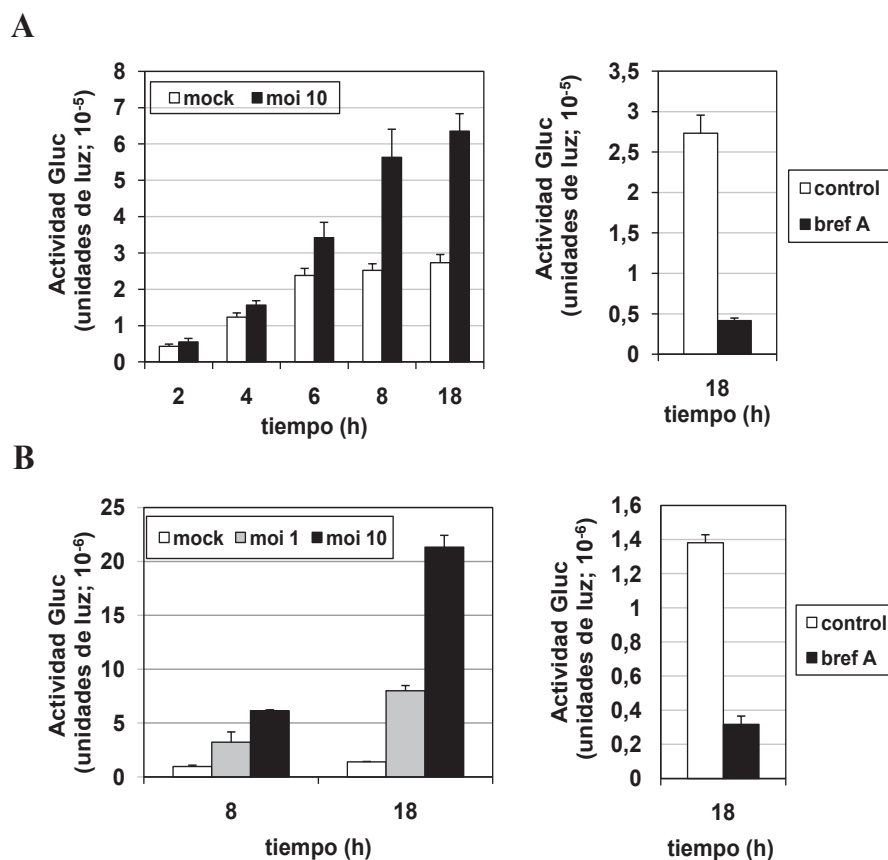 A
Actividad Gluc
(unidades de luz; 10⁻⁵)
8
7
6
5
4
3
2
1
0
mock moi 10
2 4 6 8 18
tiempo (h)
Actividad Gluc
(unidades de luz; 10⁻⁵)
3,5
3
2,5
2
1,5
1
0,5
0
18
tiempo (h)
control
bref A
B
Actividad Gluc
(unidades de luz; 10⁻⁶)
25
20
15
10
5
0
mock moi 1 moi 10
8 18
tiempo (h)
Actividad Gluc
(unidades de luz; 10⁻⁶)
1,6
1,4
1,2
1
0,8
0,6
0,4
0,2
0
18
tiempo (h)
control
bref A